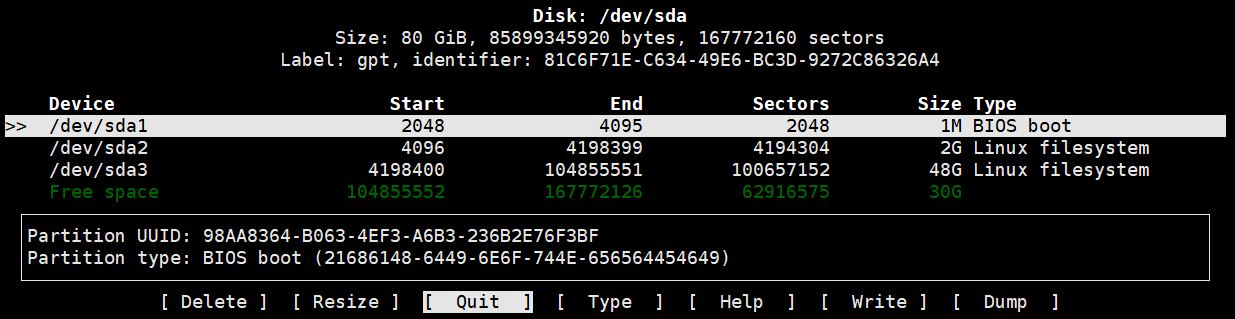 Disk: /dev/sda
Size: 80 GiB, 85899345920 bytes, 167772160 sectors
Label: gpt, identifier: 81C6F71E-C634-49E6-BC3D-9272C86326A4
Device Start End Sectors Size Type
>> /dev/sda1 2048 4095 2048 1M BIOS boot
/dev/sda2 4096 4198399 4194304 2G Linux filesystem
/dev/sda3 4198400 104855551 100657152 48G Linux filesystem
Free space 104855552 167772126 62916575 30G
Partition UUID: 98AA8364-B063-4EF3-A6B3-236B2E76F3BF
Partition type: BIOS boot (21686148-6449-6E6F-744E-656564454649)
[ Delete ] [ Resize ] [ Quit ] [ Type ] [ Help ] [ Write ] [ Dump ]